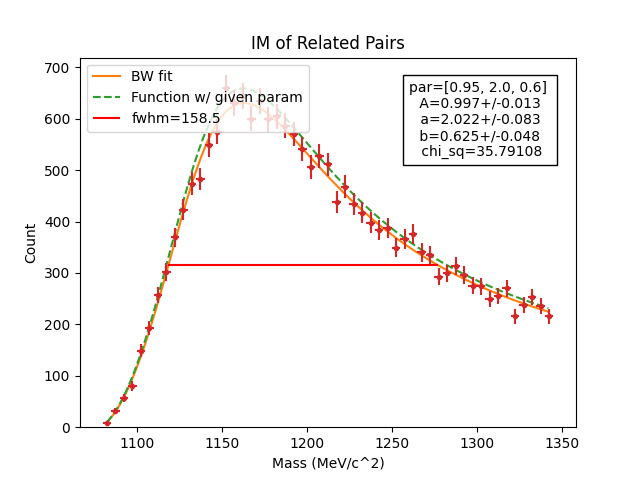 IM of Related Pairs
BW fit
Function w/ given param
fwhm=158.5
par=[0.95, 2.0, 0.6]
A=0.997+/-0.013
a=2.022+/-0.083
b=0.625+/-0.048
chi_sq=35.79108
Count
700
600
500
400
300
200
100
0
1100 1150 1200 1250 1300 1350
Mass (MeV/c^2)